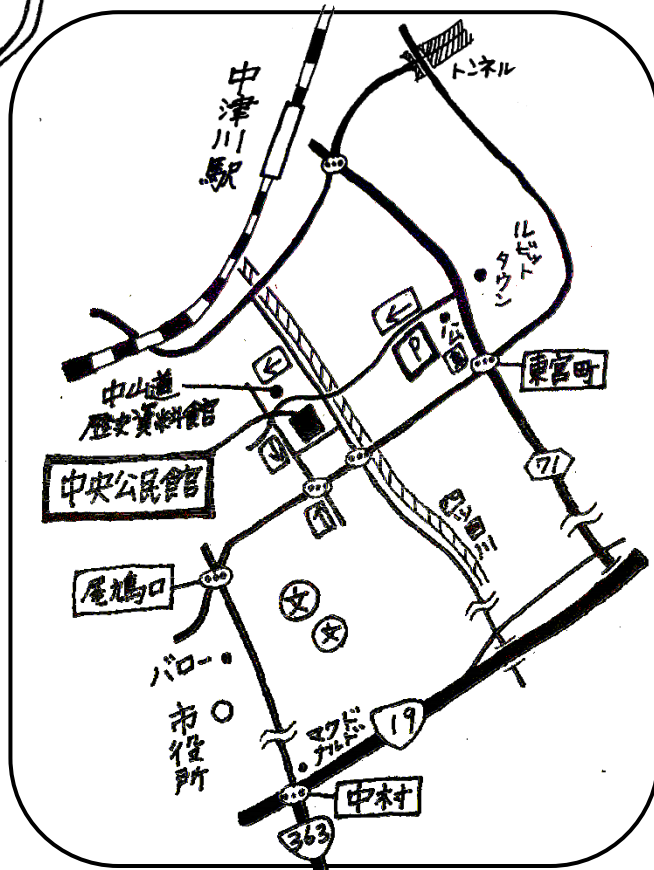 中津川駅
トンネル
ルビット
タウン
←
P
公園
東宮町
←
中山道
歴史資料館
中央公民館
71
四ツ目川
尾鳩口
文
文
バロー
市役所
マクド
ナルド
19
中村
363